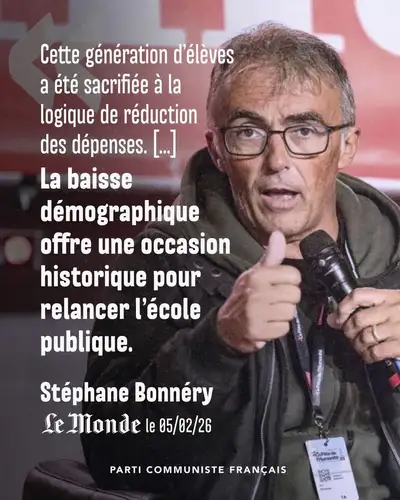 Cette génération d'élèves
a été sacrifiée à la
logique de réduction
des dépenses. [...]
La baisse
démographique
offre une occasion
historique pour
relancer l'école
publique.
Stéphane Bonnéry
Le Monde le 05/02/26
PARTI COMMUNISTE FRANÇAIS